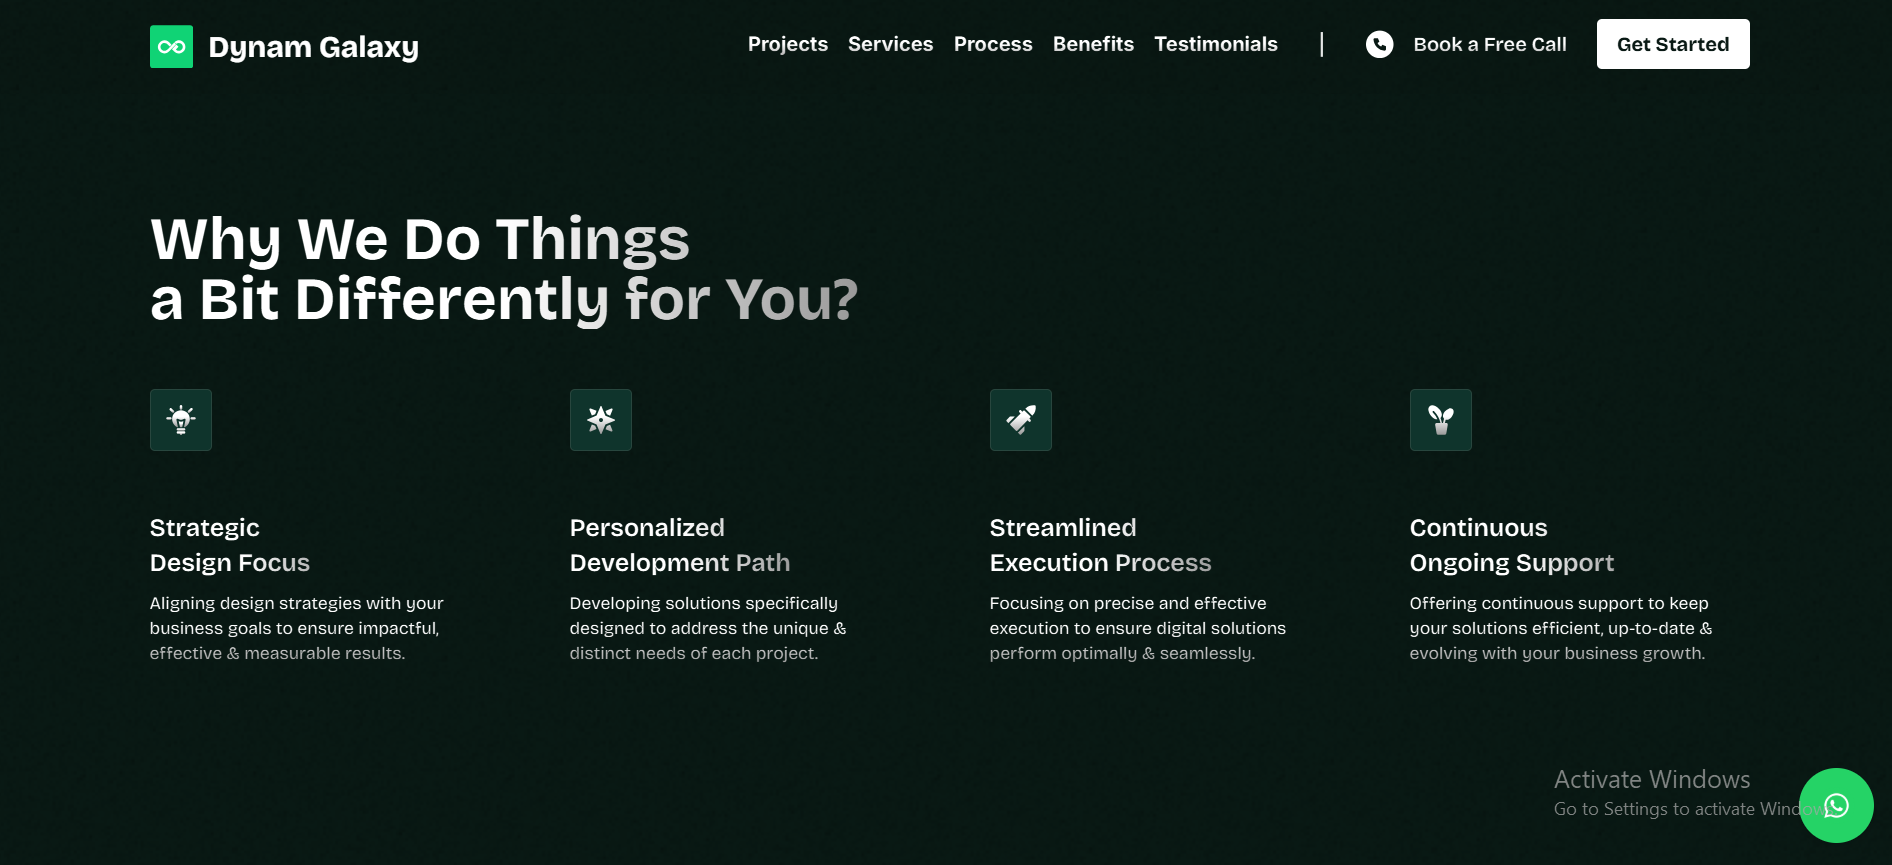 Dynam Galaxy
Projects Services Process Benefits Testimonials
Book a Free Call
Get Started
Why We Do Things
a Bit Differently for You?
Strategic
Design Focus
Aligning design strategies with your
business goals to ensure impactful,
effective & measurable results.
Personalized
Development Path
Developing solutions specifically
designed to address the unique &
distinct needs of each project.
Streamlined
Execution Process
Focusing on precise and effective
execution to ensure digital solutions
perform optimally & seamlessly.
Continuous
Ongoing Support
Offering continuous support to keep
your solutions efficient, up-to-date &
evolving with your business growth.
Activate Windows
Go to Settings to activate Windows.